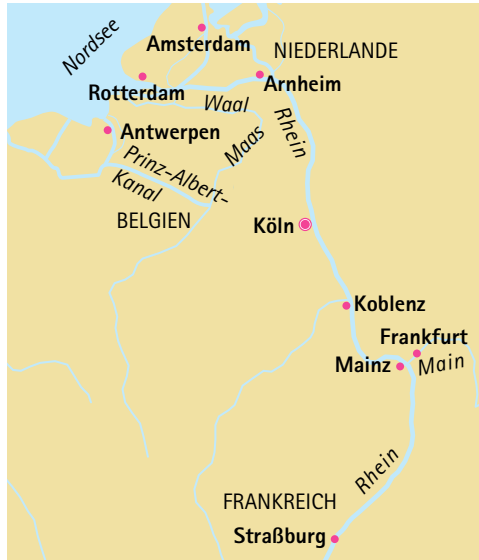 Nordsee
Amsterdam
NIEDERLANDE
Rotterdam
Arnheim
Waal
Rhein
Antwerpen
Maas
Prinz-Albert-
Kanal
BELGIEN
Köln
Koblenz
Frankfurt
Mainz
Main
Rhein
FRANKREICH
Straßburg